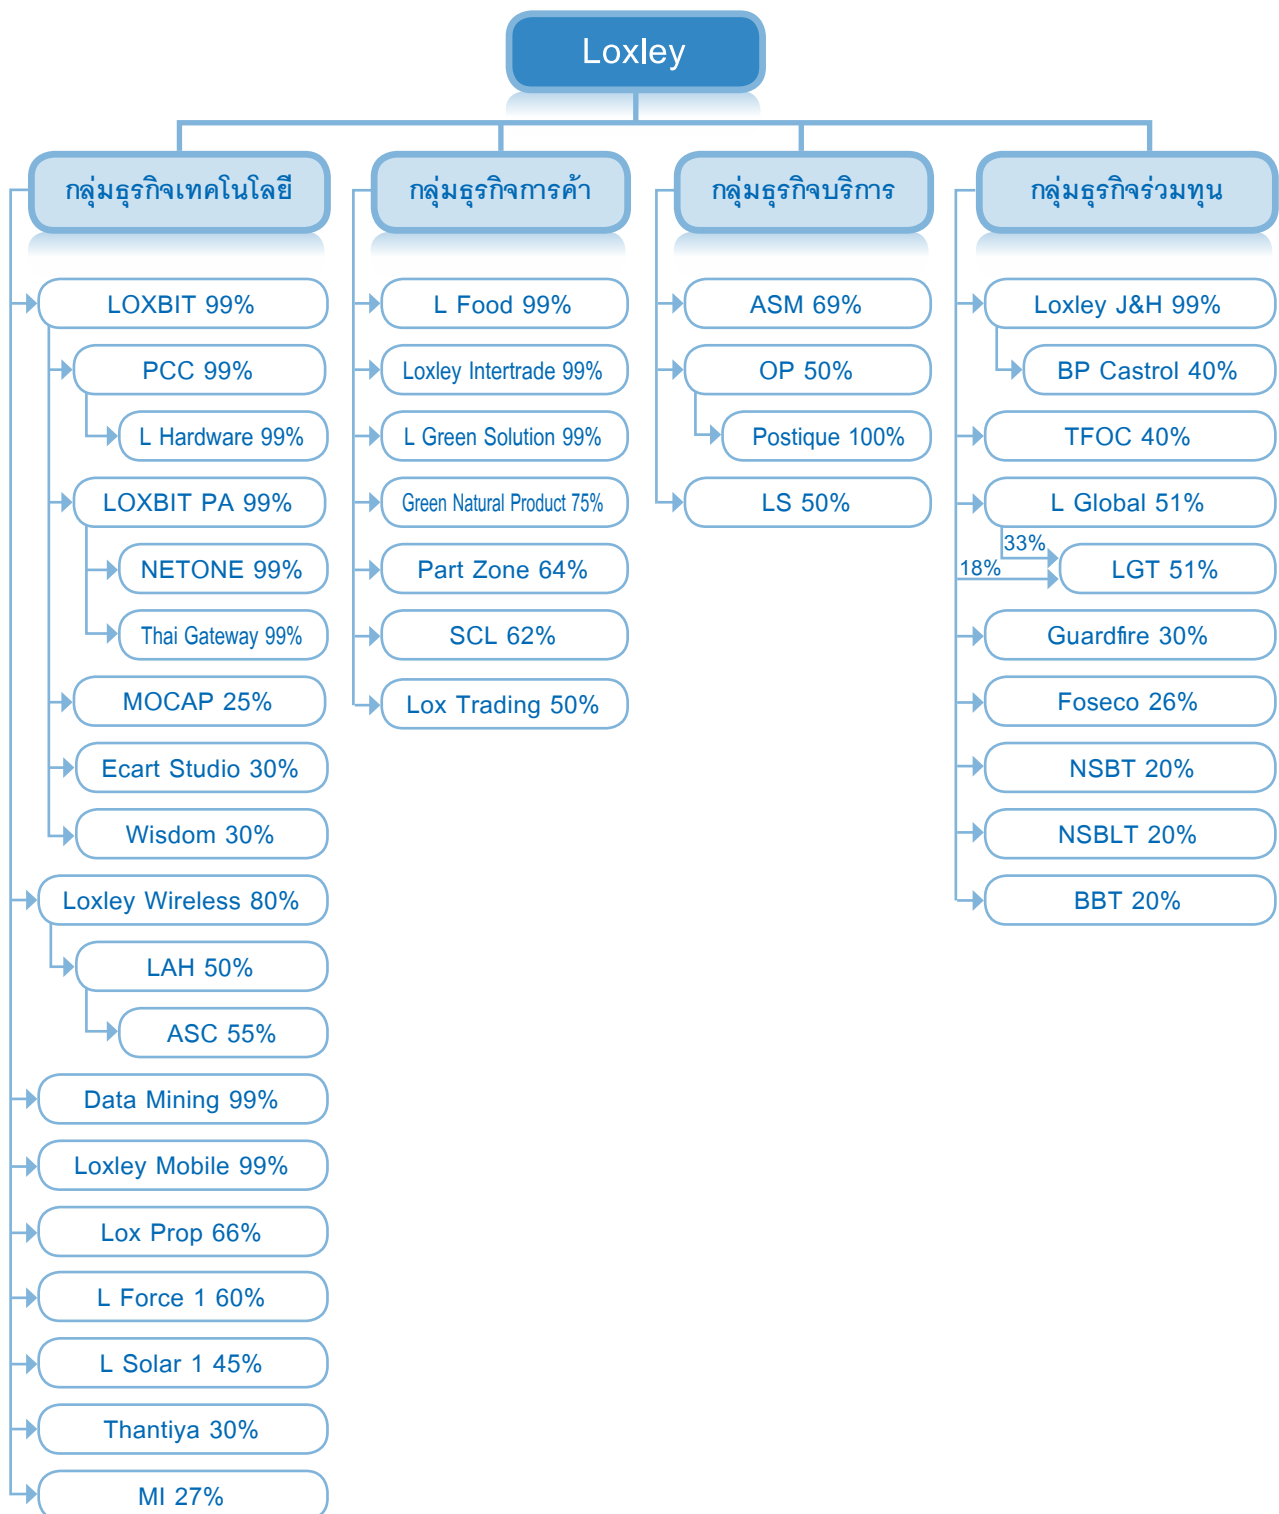 Loxley
กลุ่มธุรกิจเทคโนโลยี
LOXBIT 99%
PCC 99%
L Hardware 99%
LOXBIT PA 99%
NETONE 99%
Thai Gateway 99%
MOCAP 25%
Ecart Studio 30%
Wisdom 30%
Loxley Wireless 80%
LAH 50%
ASC 55%
Data Mining 99%
Loxley Mobile 99%
Lox Prop 66%
L Force 1 60%
L Solar 1 45%
Thantiya 30%
MI 27%
กลุ่มธุรกิจการค้า
L Food 99%
Loxley Intertrade 99%
L Green Solution 99%
Green Natural Product 75%
Part Zone 64%
SCL 62%
Lox Trading 50%
กลุ่มธุรกิจบริการ
ASM 69%
OP 50%
Postique 100%
LS 50%
กลุ่มธุรกิจร่วมทุน
Loxley J&H 99%
BP Castrol 40%
TFOC 40%
L Global 51%
33%
18%
LGT 51%
Guardfire 30%
Foseco 26%
NSBT 20%
NSBLT 20%
BBT 20%